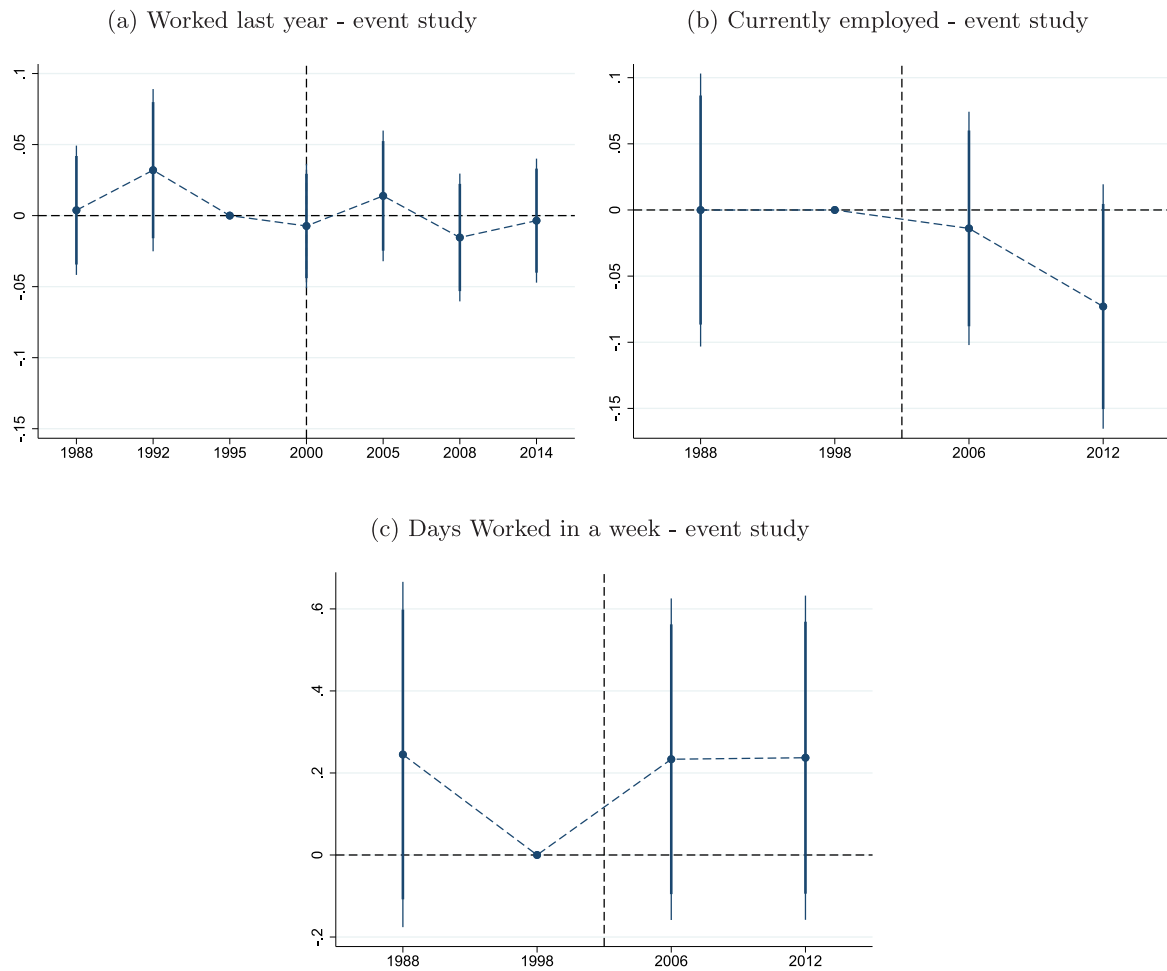 (a) Worked last year - event study
.1
.05
0
-.05
-.1
-.15
1988 1992 1995 2000 2005 2008 2014
(b) Currently employed - event study
.1
.05
0
-.05
-.1
-.15
1988 1998 2006 2012
(c) Days Worked in a week - event study
.6
.4
.2
0
-.2
1988 1998 2006 2012